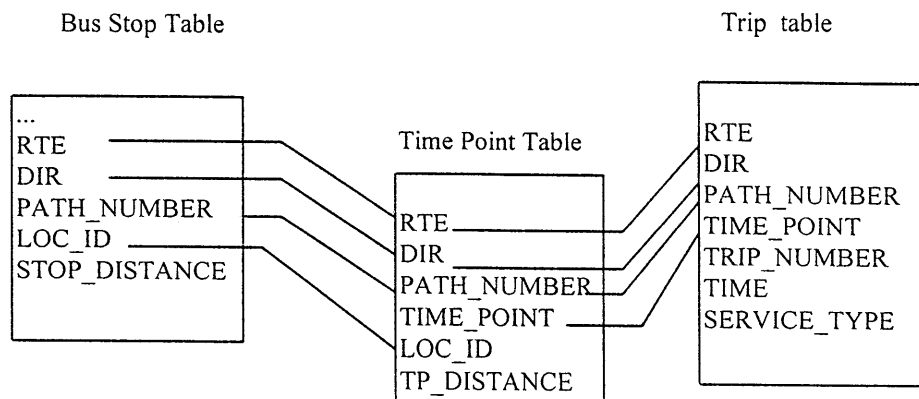 Bus Stop Table
...
RTE
DIR
PATH_NUMBER
LOC_ID
STOP_DISTANCE
Time Point Table
RTE
DIR
PATH_NUMBER
TIME_POINT
LOC_ID
TP_DISTANCE
Trip table
RTE
DIR
PATH_NUMBER
TIME_POINT
TRIP_NUMBER
TIME
SERVICE_TYPE